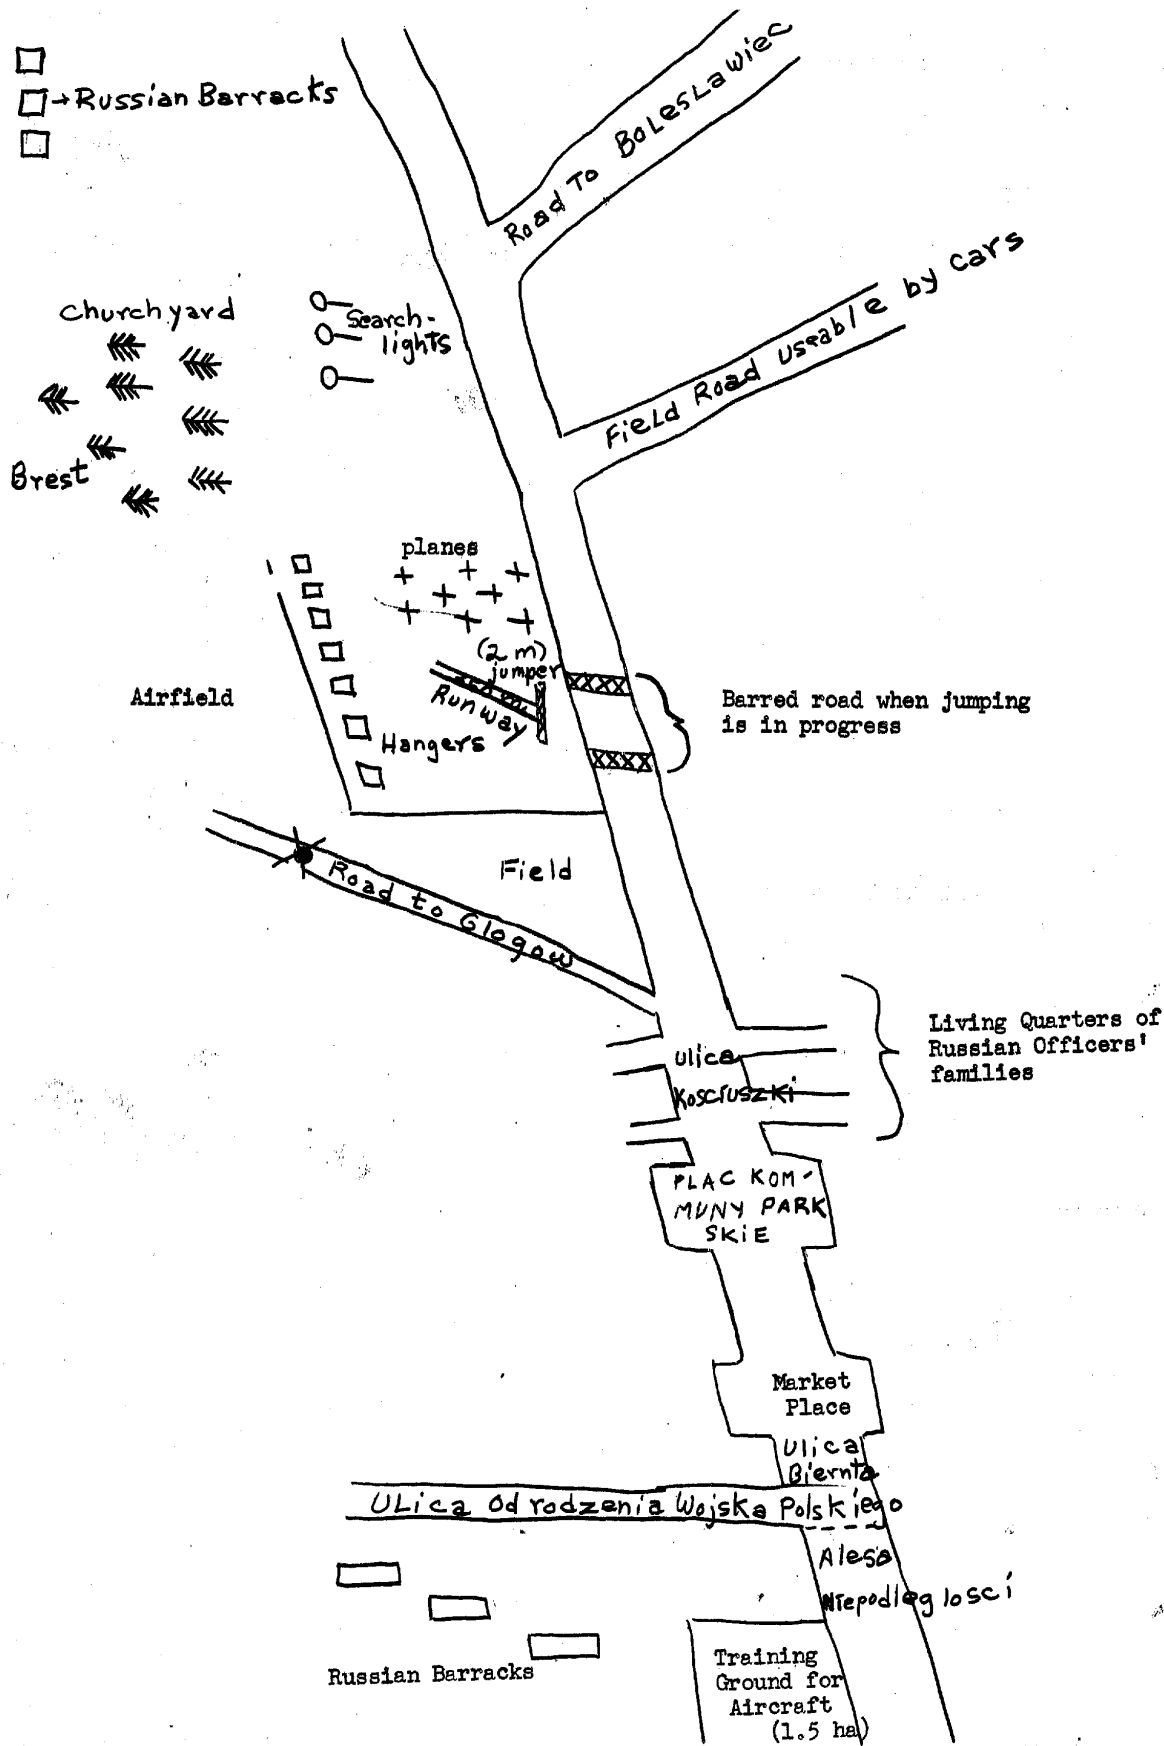 →Russian Barracks
Road To Boleslawiec
Field Road Useable by cars
Churchyard
Search-
lights
Brest
planes
(2 m)
jumper
Runway
Hangers
Airfield
Barred road when jumping
is in progress
Field
Road to Glogow
Living Quarters of
Russian Officers'
families
Ulica
Kosciuszki
PLAC KOM-
MUNY PARK
SKIE
Market
Place
Ulica
Biernta
ULica Odrodzenia Wojska Polskiego
Alesa
Niepodleglosci
Russian Barracks
Training
Ground for
Aircraft
(1.5 ha)